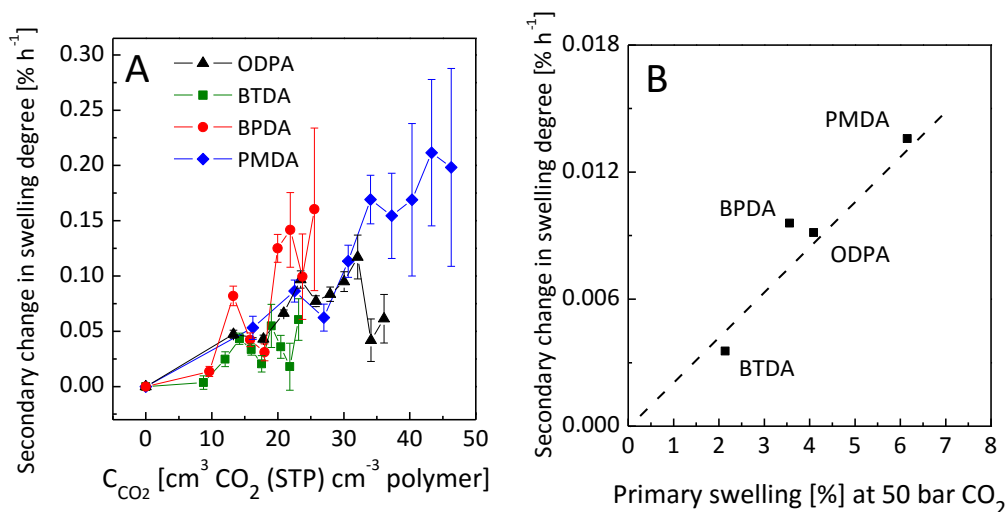 A
ODPA
BTDA
BPDA
PMDA
Secondary change in swelling degree [% h⁻¹]
0.30
0.25
0.20
0.15
0.10
0.05
0.00
0 10 20 30 40 50
C_CO2 [cm³ CO₂ (STP) cm⁻³ polymer]
B
Secondary change in swelling degree [% h⁻¹]
0.018
0.012
0.006
0.000
PMDA
BPDA
ODPA
BTDA
0 1 2 3 4 5 6 7 8
Primary swelling [%] at 50 bar CO₂